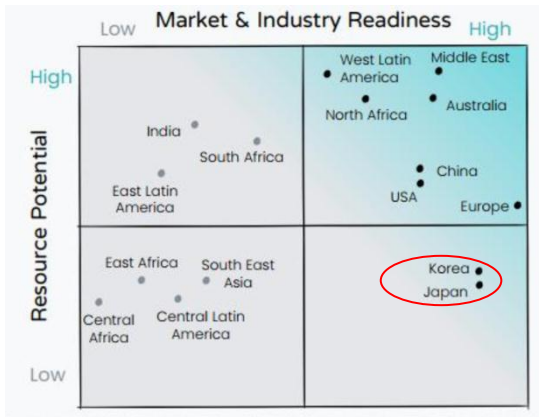 Low Market & Industry Readiness High
High
Resource Potential
Low
West Latin
America
Middle East
North Africa
Australia
India
South Africa
East Latin
America
China
USA
Europe
East Africa
South East
Asia
Central
Africa
Central Latin
America
Korea
Japan